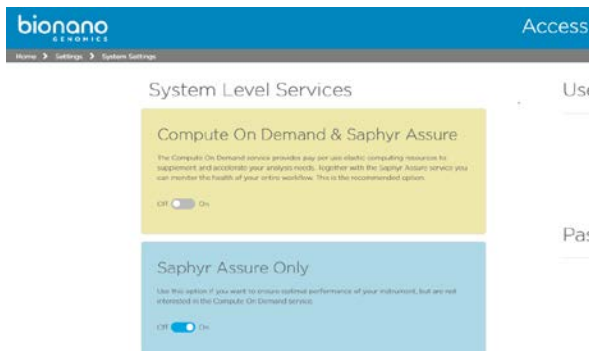 bionano
GENOMICS
Access
Home > Settings > System Settings
System Level Services
Use
Compute On Demand & Saphyr Assure
The Compute On Demand service provides pay per use elastic computing resources to
supplement and accelerate your analysis needs. Together with the Saphyr Assure service you
can monitor the health of your entire workflow. This is the recommended option.
Off On
Pas
Saphyr Assure Only
Use this option if you want to ensure optimal performance of your instrument, but are not
interested in the Compute On Demand service.
Off On